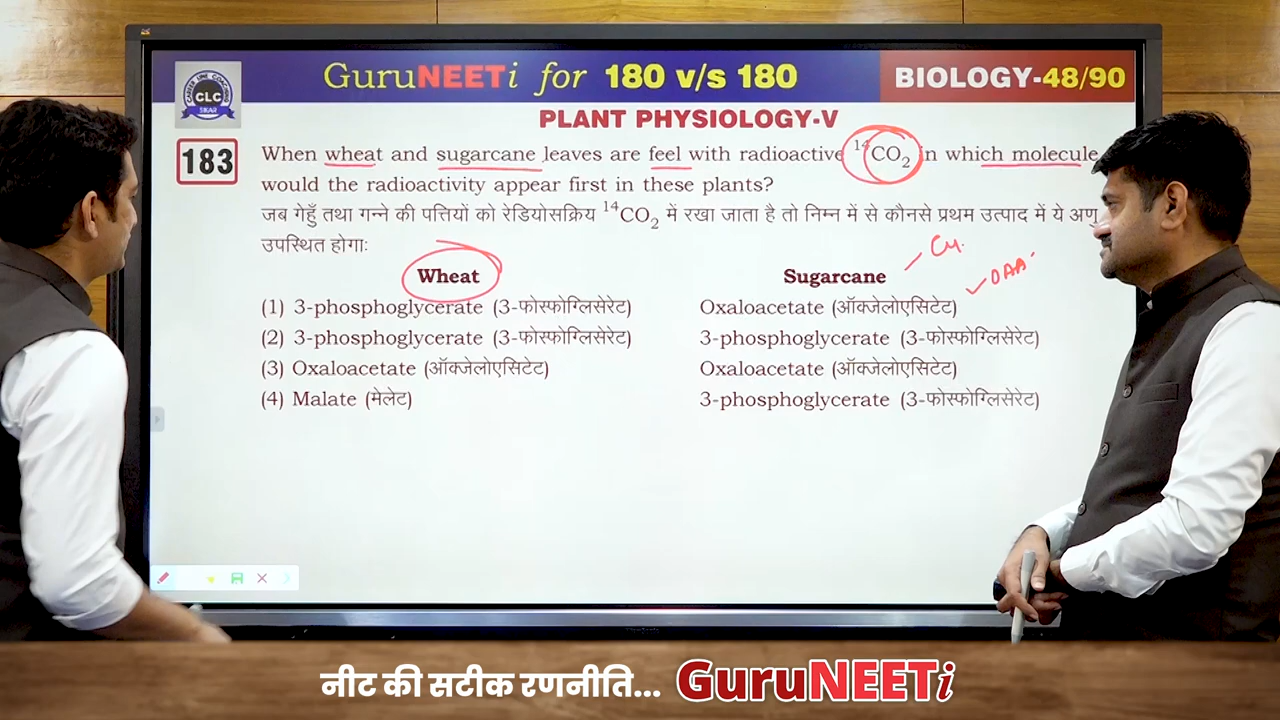 GuruNEETi for 180 v/s 180
BIOLOGY-48/90
CLC
SIKAR
PLANT PHYSIOLOGY-V
183
When wheat and sugarcane leaves are feel with radioactive ¹⁴CO₂ in which molecule
would the radioactivity appear first in these plants?
जब गेहूँ तथा गन्ने की पत्तियों को रेडियोसक्रिय ¹⁴CO₂ में रखा जाता है तो निम्न में से कौनसे प्रथम उत्पाद में ये अणु
उपस्थित होगाः
Wheat Sugarcane C₄.
OAA
(1) 3-phosphoglycerate (3-फोस्फोग्लिसेरेट) Oxaloacetate (ऑक्जेलोएसिटेट)
(2) 3-phosphoglycerate (3-फोस्फोग्लिसेरेट) 3-phosphoglycerate (3-फोस्फोग्लिसेरेट)
(3) Oxaloacetate (ऑक्जेलोएसिटेट) Oxaloacetate (ऑक्जेलोएसिटेट)
(4) Malate (मेलेट) 3-phosphoglycerate (3-फोस्फोग्लिसेरेट)
नीट की सटीक रणनीति... GuruNEETi